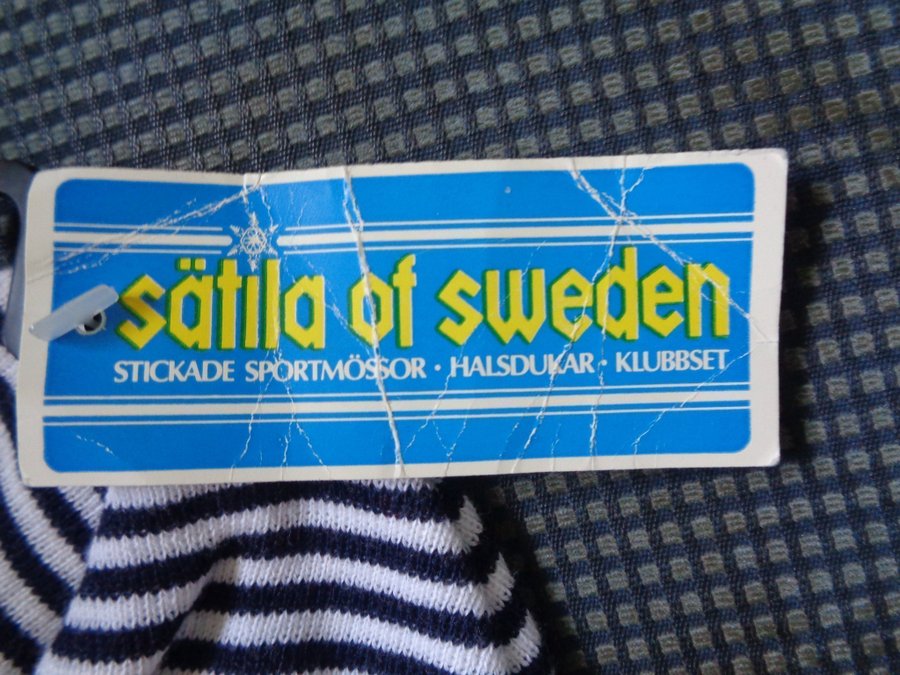 sätila of sweden
STICKADE SPORTMÖSSOR · HALSDUKAR · KLUBBSET